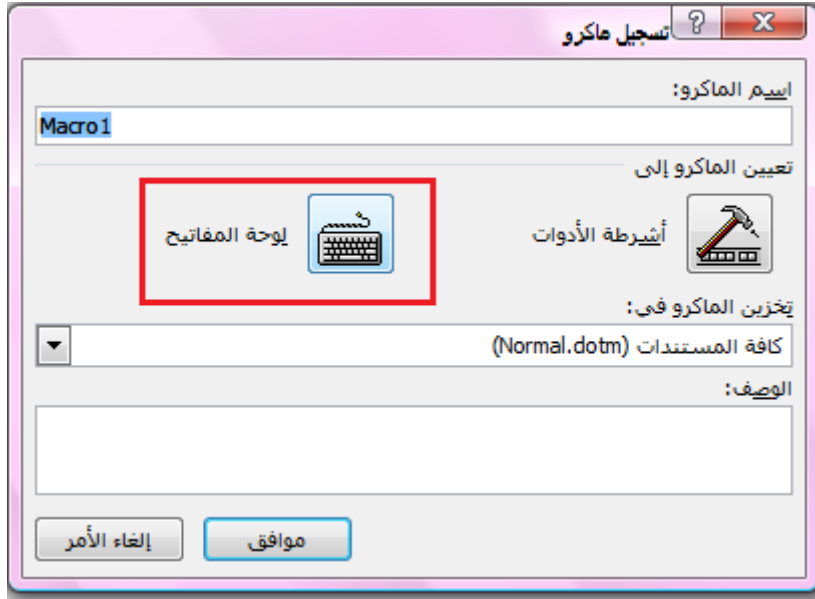 تسجيل ماكرو
اسم الماكرو:
Macro1
تعيين الماكرو إلى
أشرطة الأدوات لوحة المفاتيح
تخزين الماكرو في:
كافة المستندات (Normal.dotm)
الوصف:
موافق إلغاء الأمر